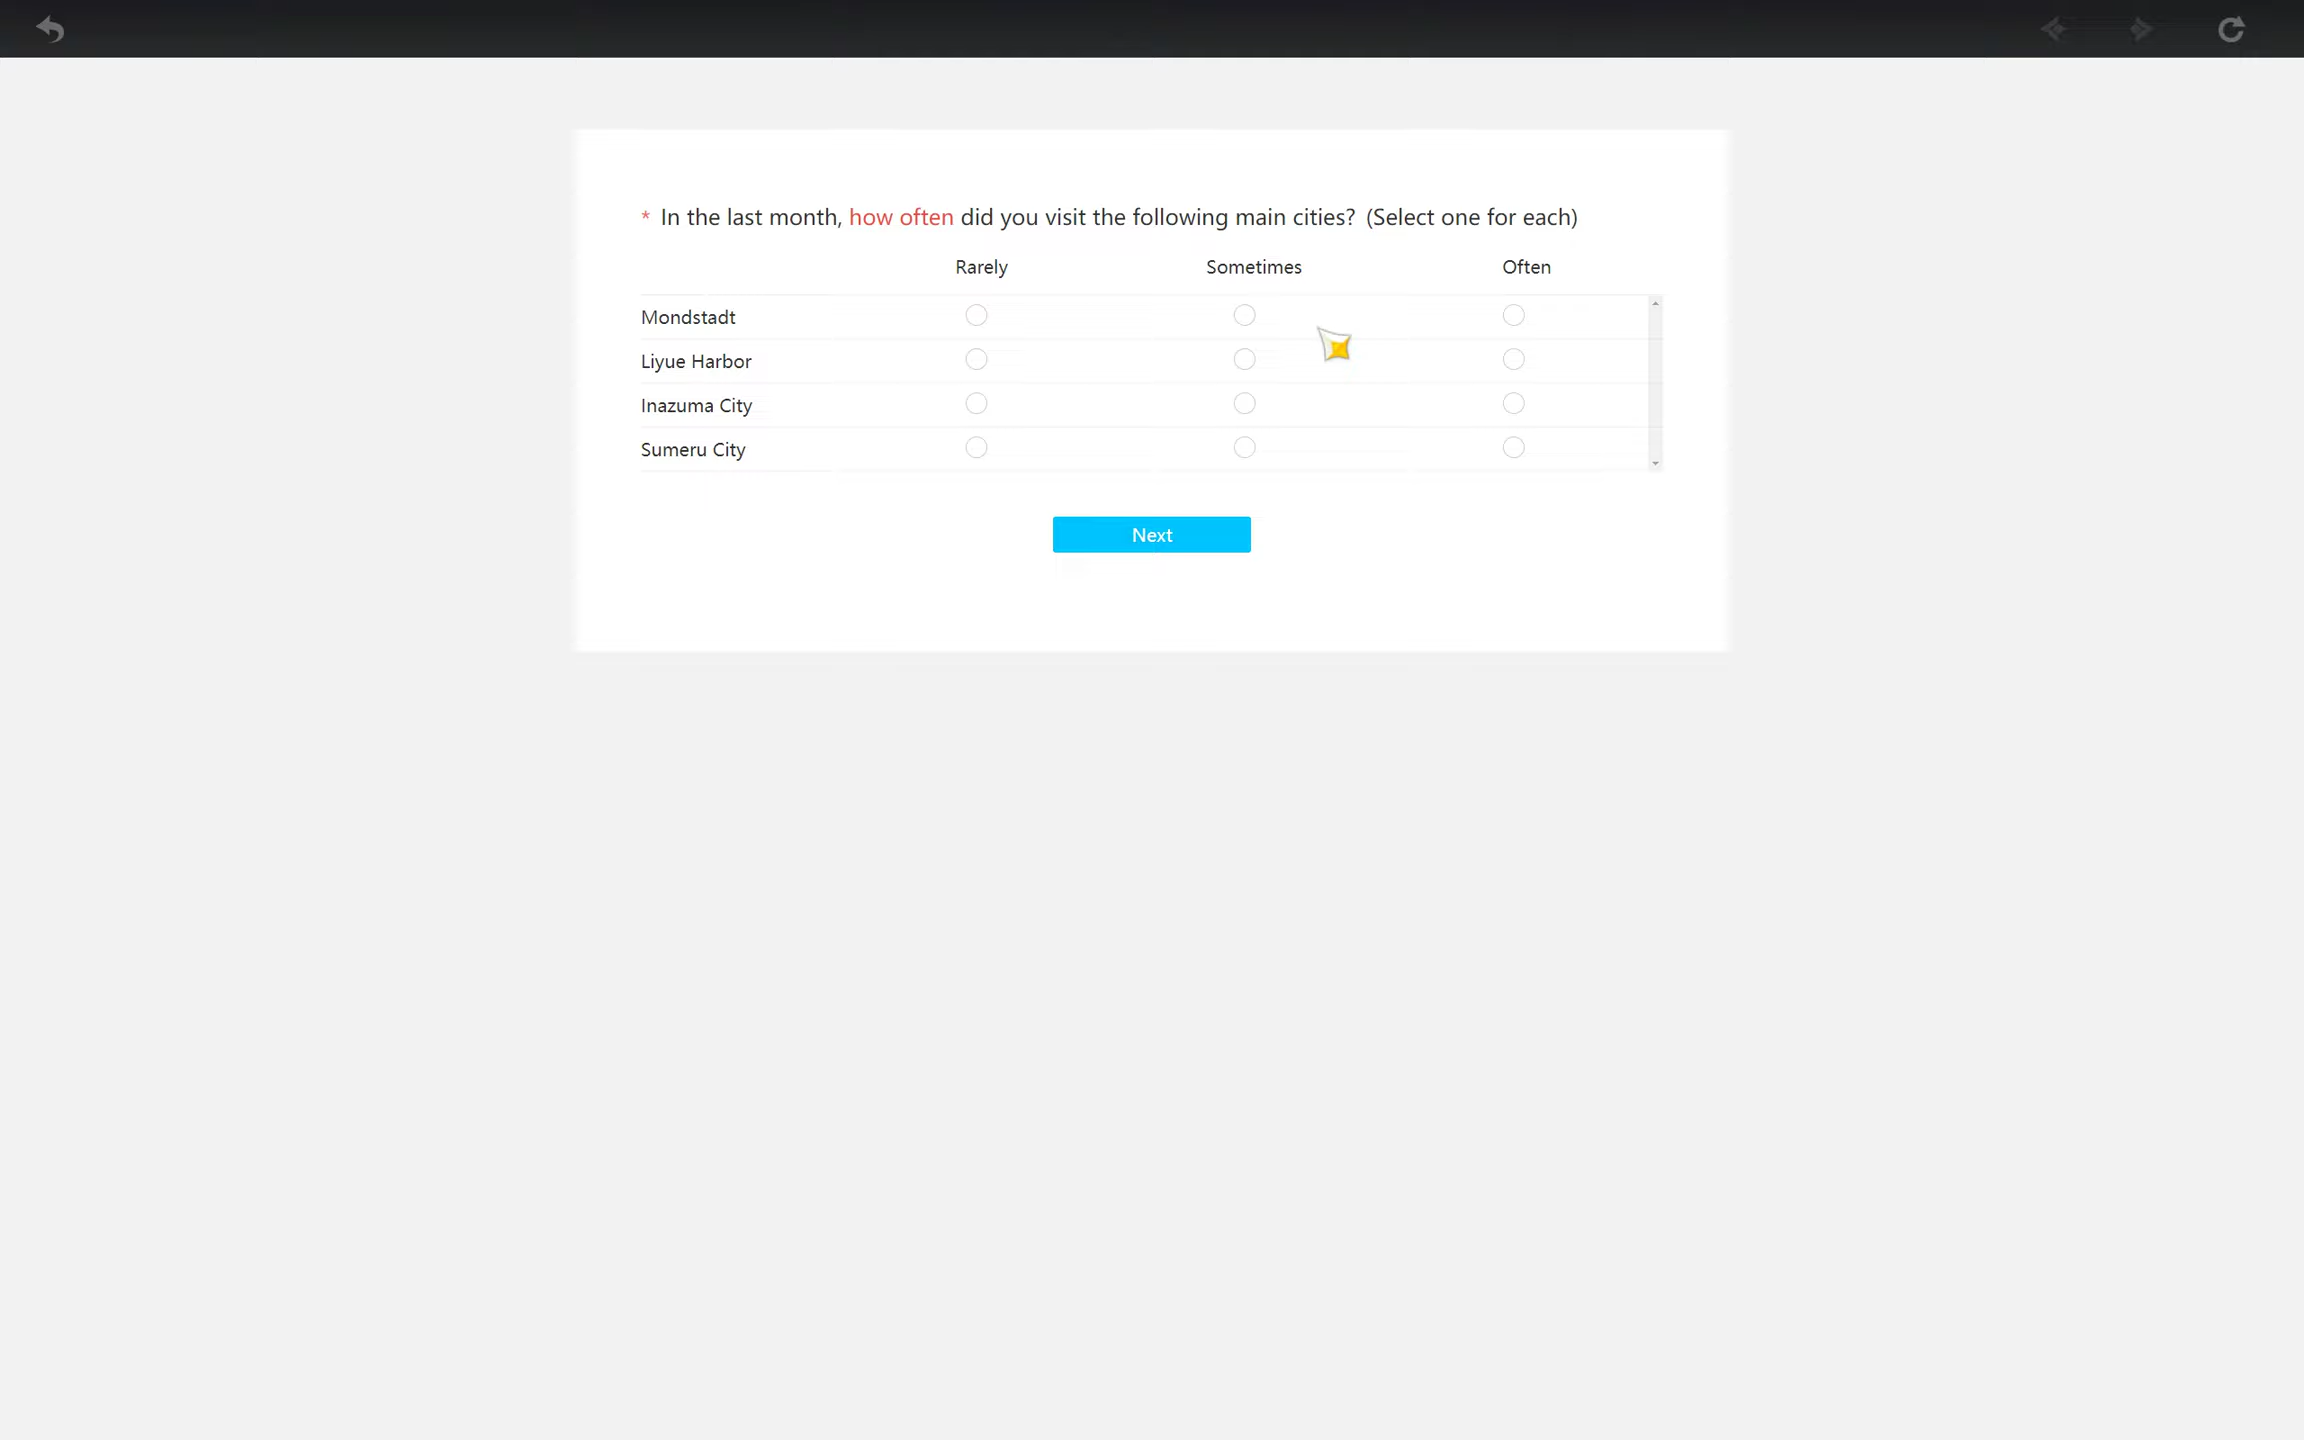 * In the last month, how often did you visit the following main cities? (Select one for each)
Rarely Sometimes Often
Mondstadt
Liyue Harbor
Inazuma City
Sumeru City
Next